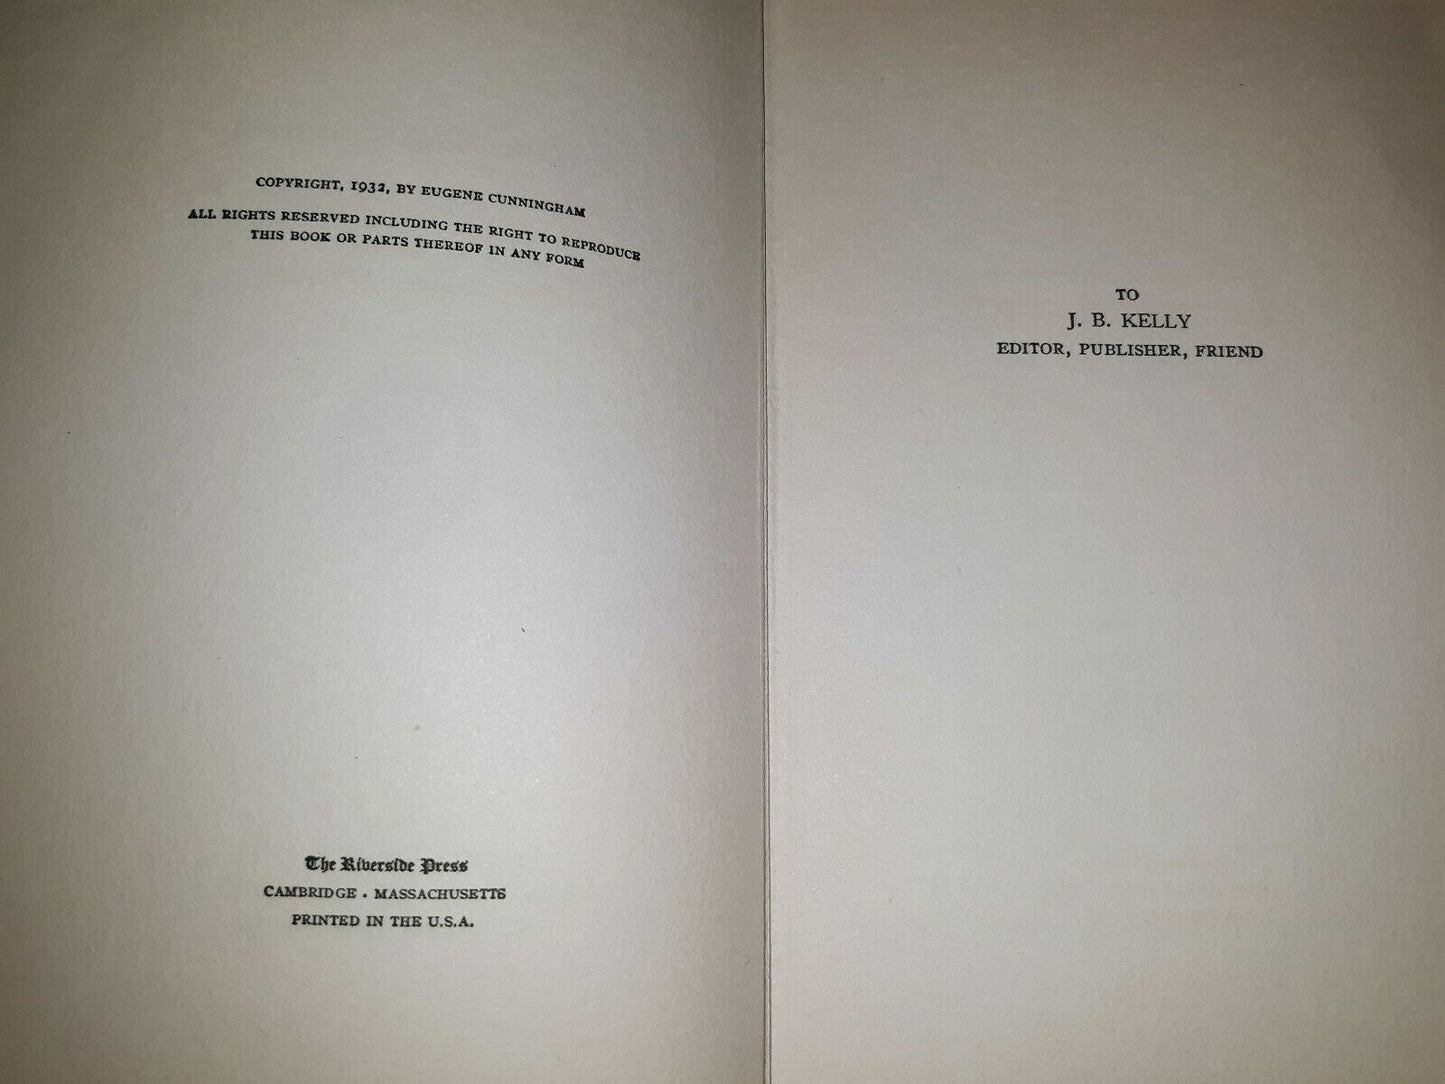 COPYRIGHT, 1932, BY EUGENE CUNNINGHAM
ALL RIGHTS RESERVED INCLUDING THE RIGHT TO REPRODUCE
THIS BOOK OR PARTS THEREOF IN ANY FORM
The Riverside Press
CAMBRIDGE . MASSACHUSETTS
PRINTED IN THE U.S.A.
TO
J. B. KELLY
EDITOR, PUBLISHER, FRIEND